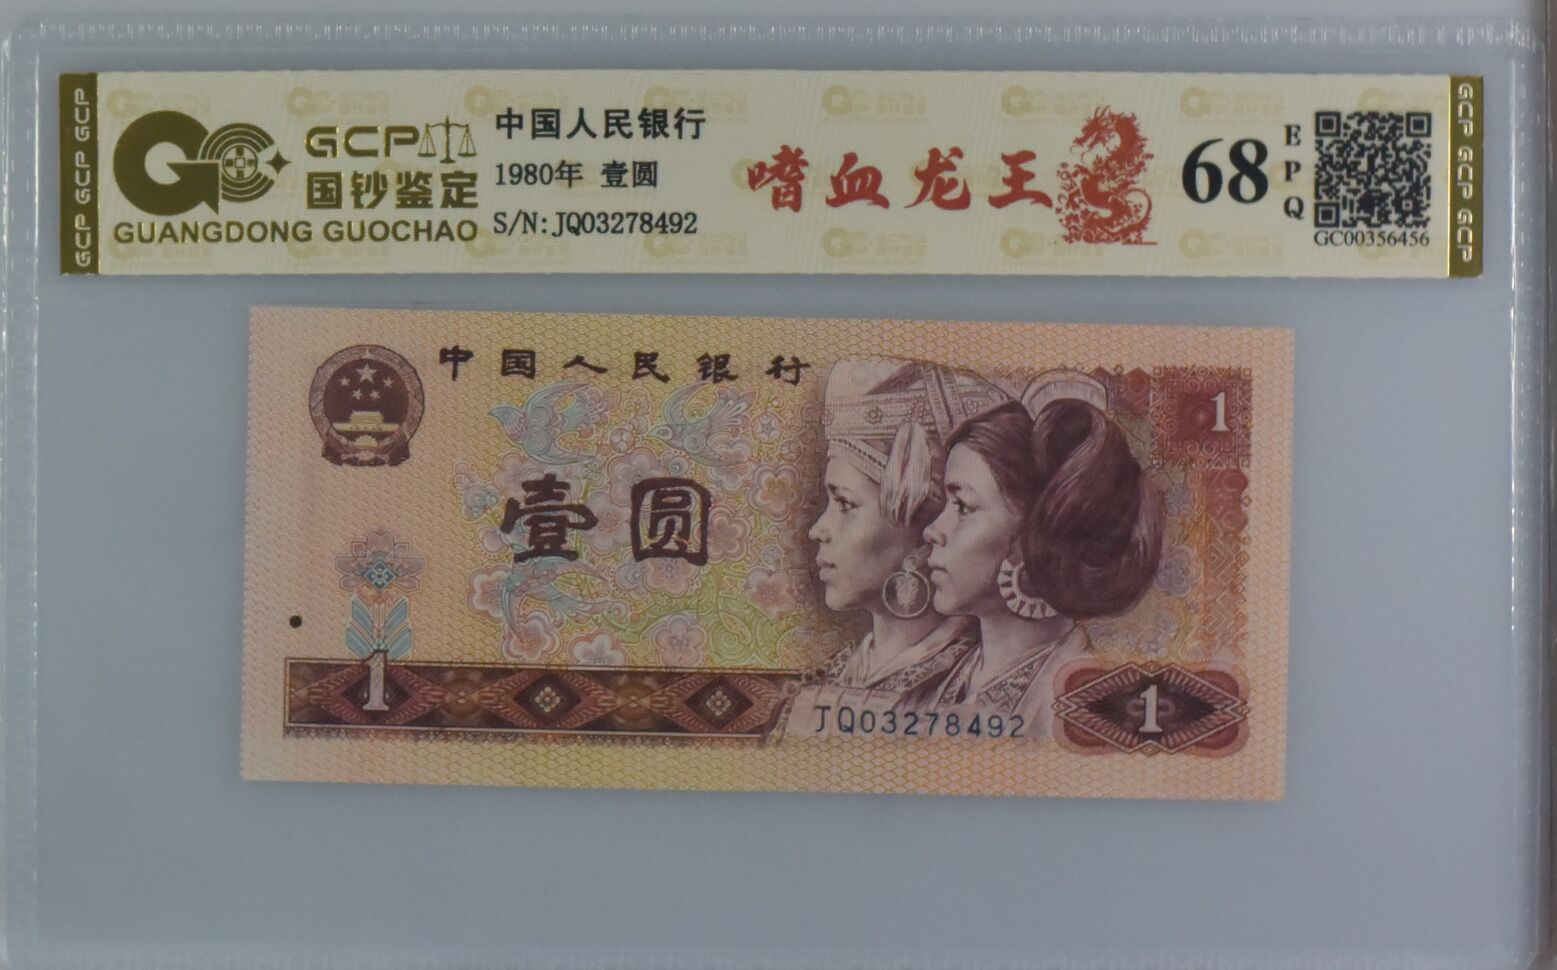 GCP GCP GCP
GCP
国钞鉴定
GUANGDONG GUOCHAO
中国人民银行
1980年 壹圆
S/N:JQ03278492
嗜血龙王
68
EPQ
GC00356456
GCP GCP GCP
中国人民银行
1
壹圆
1
JQ03278492
1